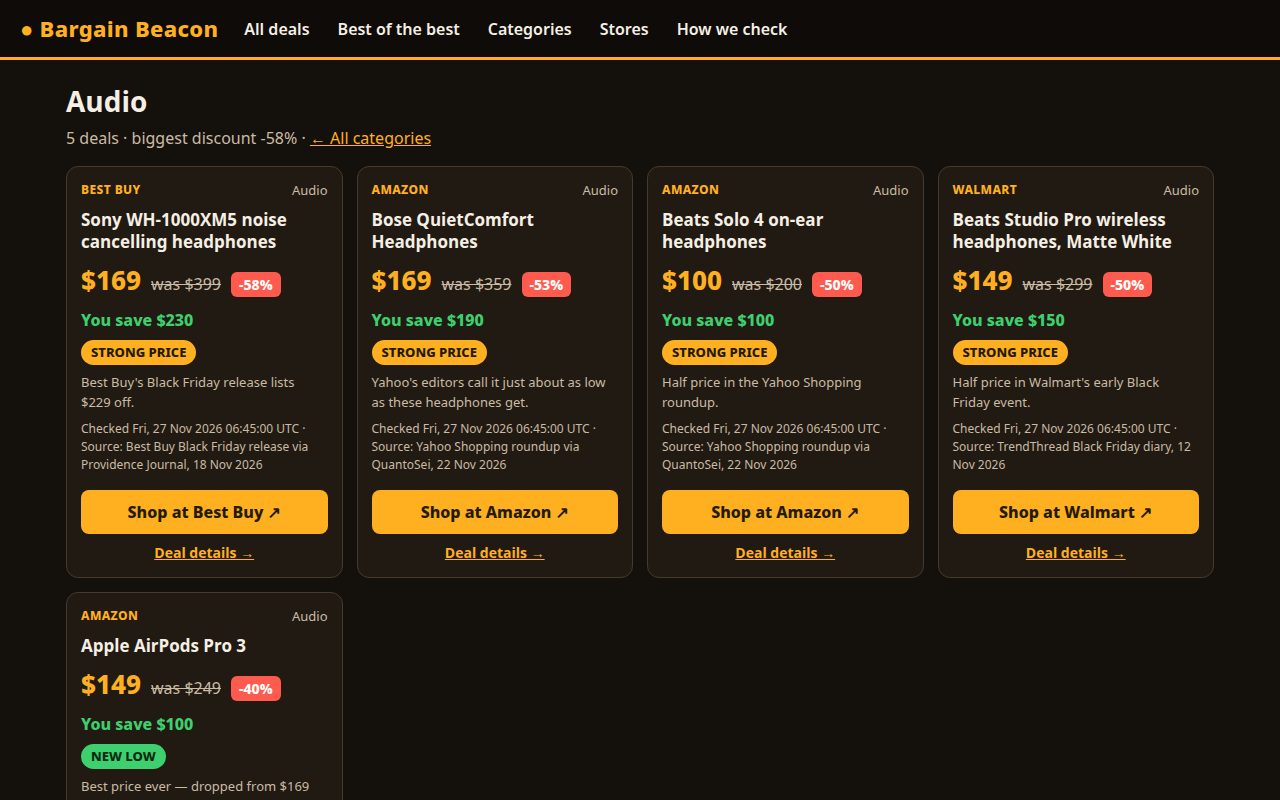 ● Bargain Beacon All deals Best of the best Categories Stores How we check
Audio
5 deals · biggest discount -58% · ← All categories
BEST BUY Audio
Sony WH-1000XM5 noise
cancelling headphones
$169 was $399 -58%
You save $230
STRONG PRICE
Best Buy's Black Friday release lists
$229 off.
Checked Fri, 27 Nov 2026 06:45:00 UTC ·
Source: Best Buy Black Friday release via
Providence Journal, 18 Nov 2026
Shop at Best Buy ↗
Deal details →
AMAZON Audio
Bose QuietComfort
Headphones
$169 was $359 -53%
You save $190
STRONG PRICE
Yahoo's editors call it just about as low
as these headphones get.
Checked Fri, 27 Nov 2026 06:45:00 UTC ·
Source: Yahoo Shopping roundup via
QuantoSei, 22 Nov 2026
Shop at Amazon ↗
Deal details →
AMAZON Audio
Beats Solo 4 on-ear
headphones
$100 was $200 -50%
You save $100
STRONG PRICE
Half price in the Yahoo Shopping
roundup.
Checked Fri, 27 Nov 2026 06:45:00 UTC ·
Source: Yahoo Shopping roundup via
QuantoSei, 22 Nov 2026
Shop at Amazon ↗
Deal details →
WALMART Audio
Beats Studio Pro wireless
headphones, Matte White
$149 was $299 -50%
You save $150
STRONG PRICE
Half price in Walmart's early Black
Friday event.
Checked Fri, 27 Nov 2026 06:45:00 UTC ·
Source: TrendThread Black Friday diary, 12
Nov 2026
Shop at Walmart ↗
Deal details →
AMAZON Audio
Apple AirPods Pro 3
$149 was $249 -40%
You save $100
NEW LOW
Best price ever — dropped from $169